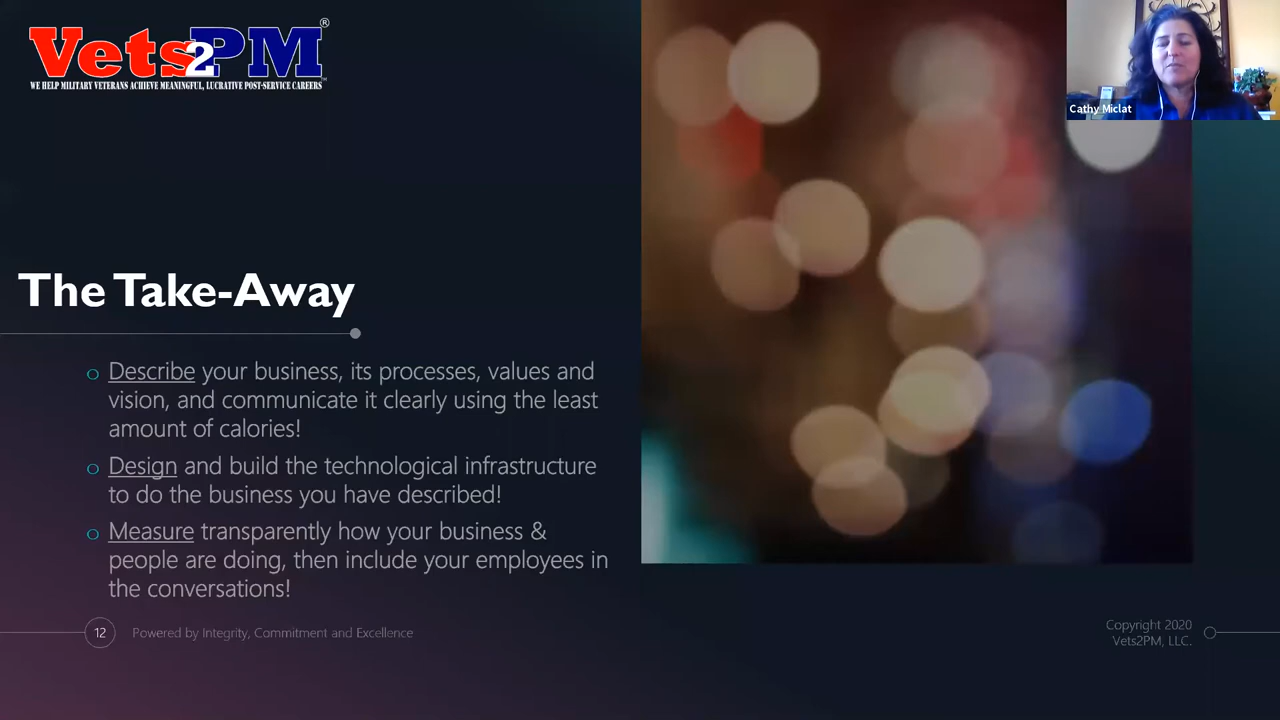 Vets2PM®
WE HELP MILITARY VETERANS ACHIEVE MEANINGFUL, LUCRATIVE POST-SERVICE CAREERS
Cathy Miclat
The Take-Away
Describe your business, its processes, values and
vision, and communicate it clearly using the least
amount of calories!
Design and build the technological infrastructure
to do the business you have described!
Measure transparently how your business &
people are doing, then include your employees in
the conversations!
12
Powered by Integrity, Commitment and Excellence
Copyright 2020
Vets2PM, LLC.